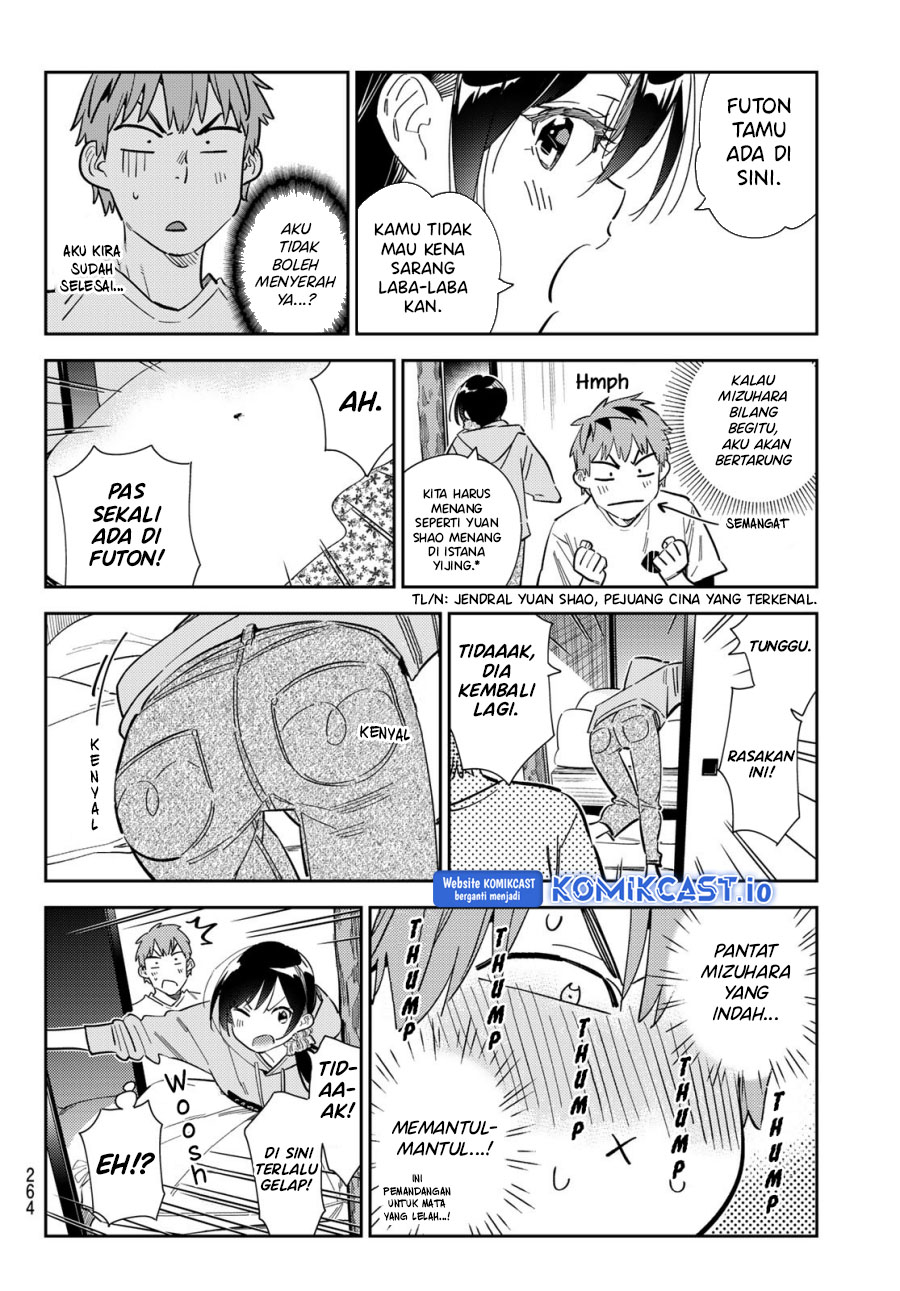 FUTON
TAMU
ADA DI
SINI.
KAMU TIDAK
MAU KENA
SARANG
LABA-LABA
KAN.
AKU
TIDAK
BOLEH
MENYERAH
YA...?
AKU KIRA
SUDAH
SELESAI...
KALAU
MIZUHARA
BILANG
BEGITU,
AKU AKAN
BERTARUNG
Hmph
SEMANGAT
KITA HARUS
MENANG
SEPERTI YUAN
SHAO MENANG
DI ISTANA
YIJING.*
AH.
PAS
SEKALI
ADA DI
FUTON!
TL/N: JENDRAL YUAN SHAO, PEJUANG CINA YANG TERKENAL.
TUNGGU.
RASAKAN
INI!
TIDAAAK,
DIA
KEMBALI
LAGI.
KENYAL
KENYAL
Website KOMIKCAST
berganti menjadi
KOMIKCAST.io
PANTAT
MIZUHARA
YANG
INDAH...
THUMP
THUMP
THUMP
THUMP
THUMP
MEMANTUL-
MANTUL...!
INI
PEMANDANGAN
UNTUK MATA
YANG LELAH...!
TID-
AA-
AK!
DI SINI
TERLALU
GELAP!
Woosh
EH!?
264